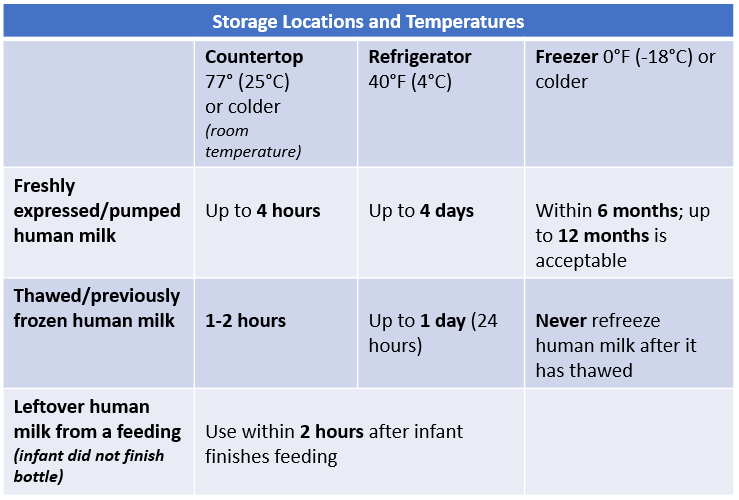 Storage Locations and Temperatures
Countertop
77° (25°C)
or colder
(room
temperature)
Refrigerator
40°F (4°C)
Freezer 0°F (-18°C) or
colder
Freshly
expressed/pumped
human milk
Up to 4 hours
Up to 4 days
Within 6 months; up
to 12 months is
acceptable
Thawed/previously
frozen human milk
1-2 hours
Up to 1 day (24
hours)
Never refreeze
human milk after it
has thawed
Leftover human
milk from a feeding
(infant did not finish
bottle)
Use within 2 hours after infant
finishes feeding